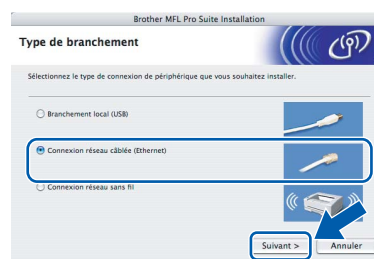 Brother MFL Pro Suite Installation
Type de branchement
Sélectionnez le type de connexion de périphérique que vous souhaitez installer.
Branchement local (USB)
Connexion réseau câblée (Ethernet)
Connexion réseau sans fil
Suivant >
Annuler